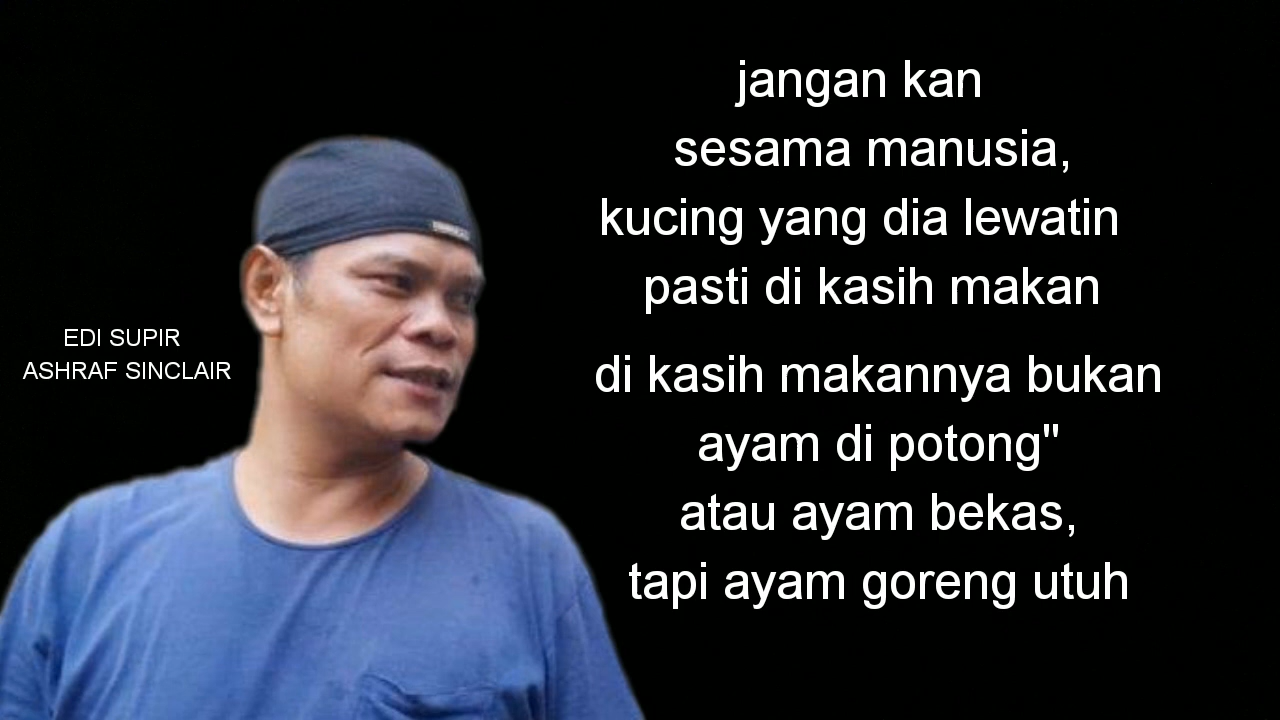 EDI SUPIR
ASHRAF SINCLAIR
jangan kan
sesama manusia,
kucing yang dia lewatin
pasti di kasih makan
di kasih makannya bukan
ayam di potong"
atau ayam bekas,
tapi ayam goreng utuh